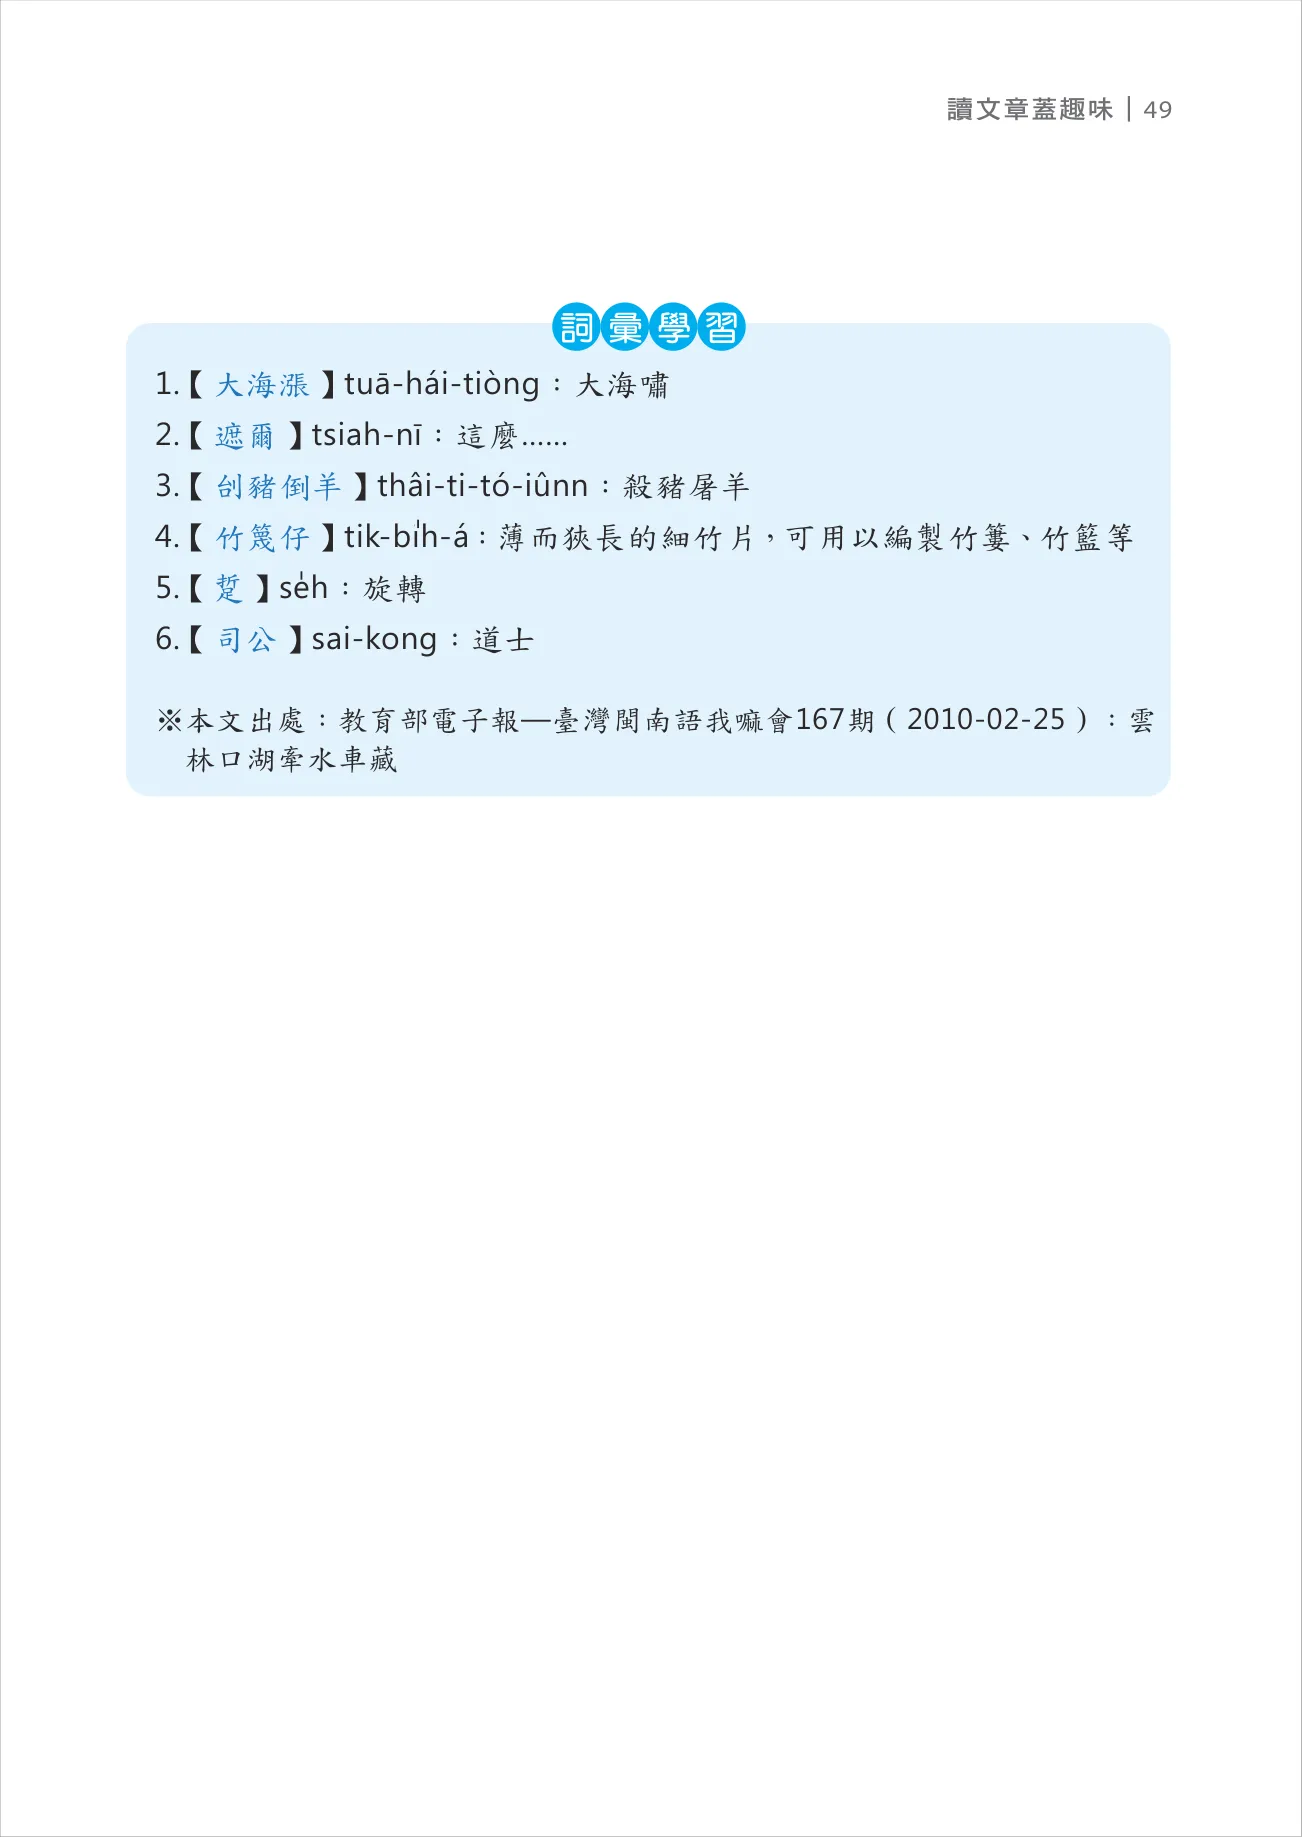 讀文章蓋趣味｜49
詞彙學習
1.【大海漲】tuā-hái-tiòng：大海嘯
2.【遮爾】tsiah-nī：這麼......
3.【刣豬倒羊】thâi-ti-tó-iûnn：殺豬屠羊
4.【竹篾仔】tik-bi̍h-á：薄而狹長的細竹片，可用以編製竹簍、竹籃等
5.【踅】se̍h：旋轉
6.【司公】sai-kong：道士
※本文出處：教育部電子報—臺灣閩南語我嘛會167期（2010-02-25）：雲
林口湖牽水車藏